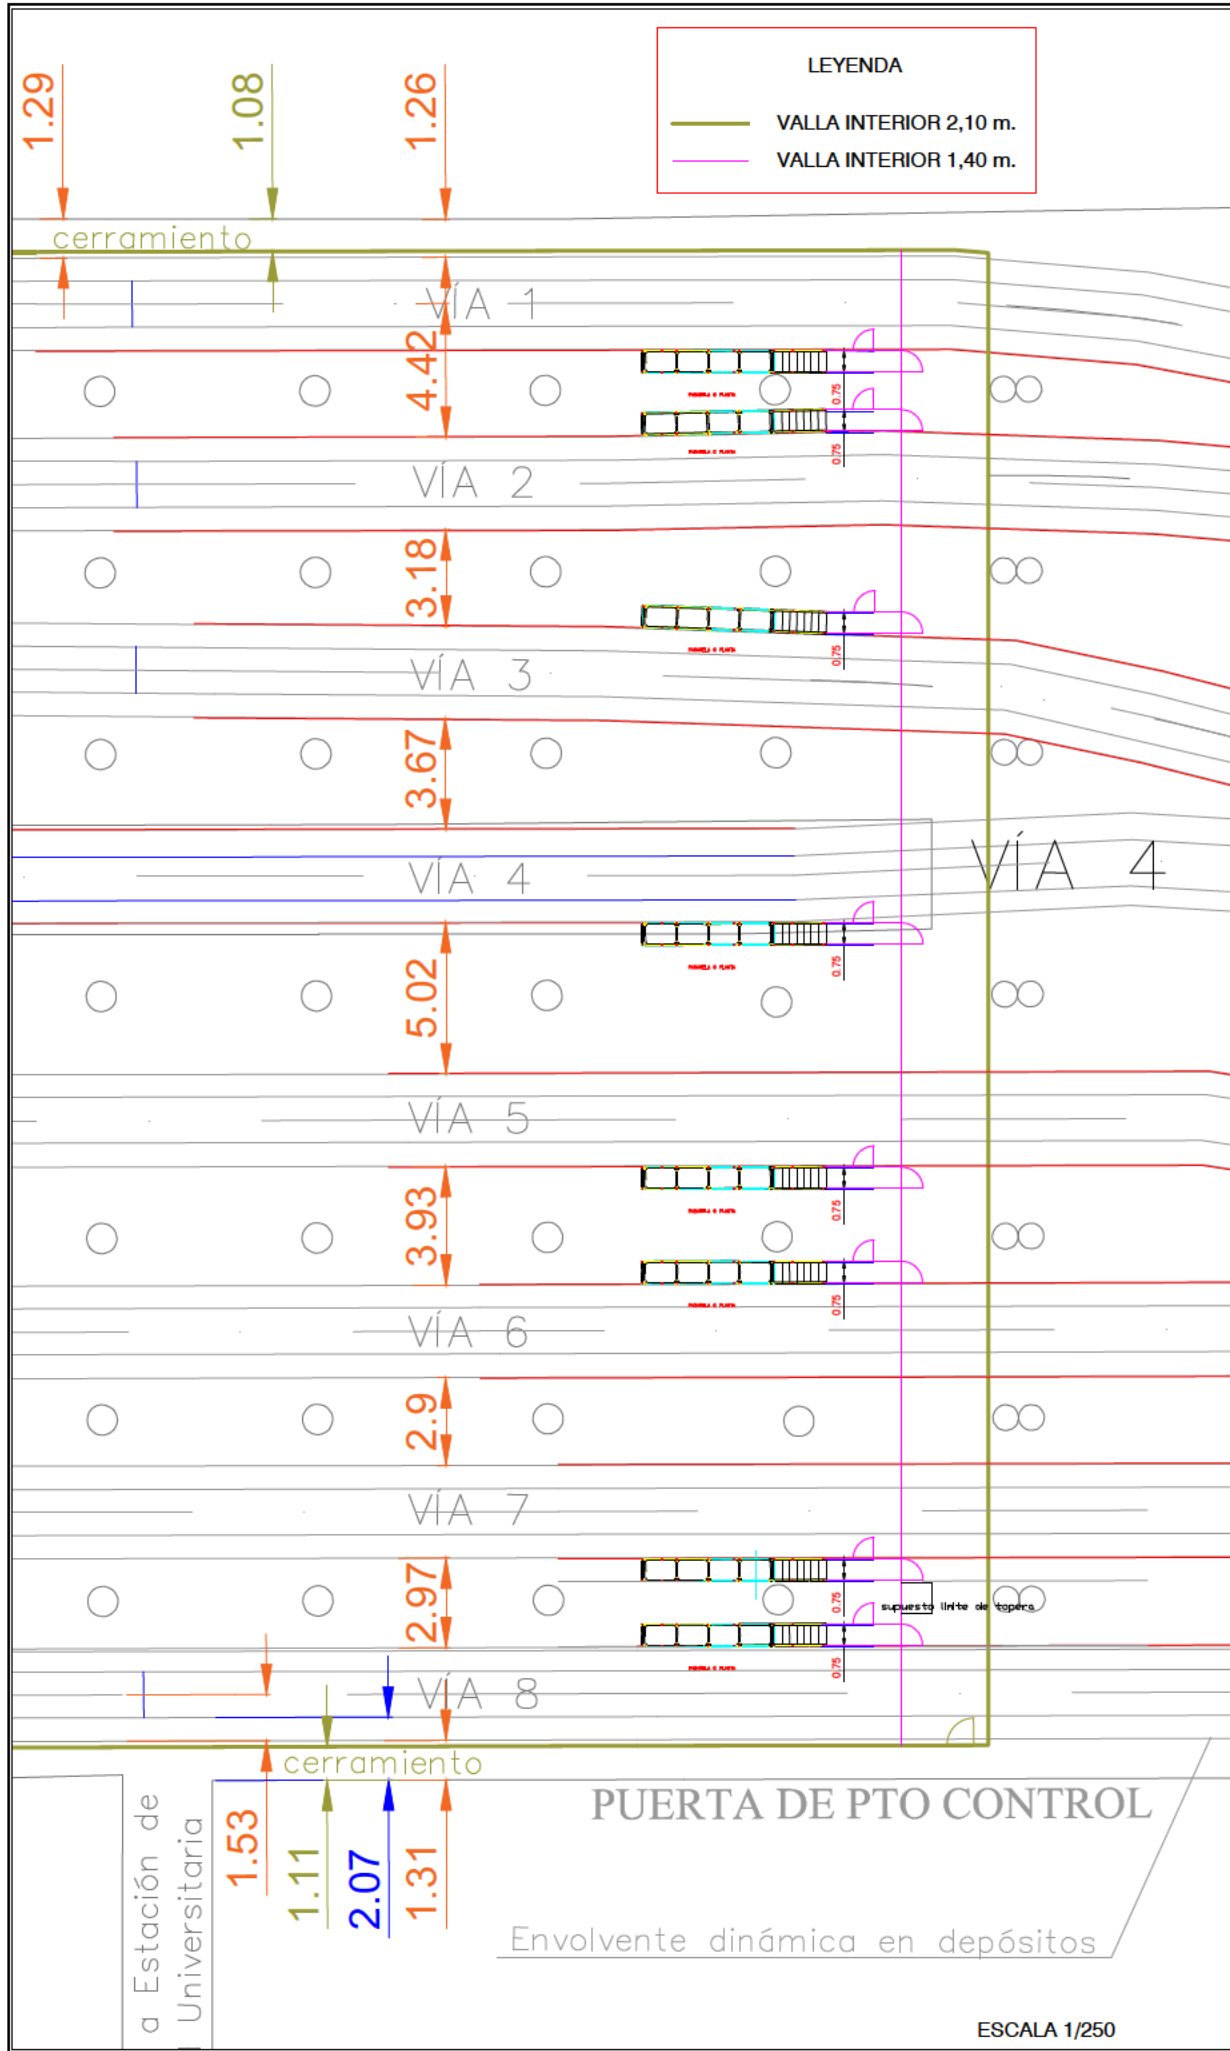 LEYENDA
VALLA INTERIOR 2,10 m.
VALLA INTERIOR 1,40 m.
1.29
1.08
1.26
cerramiento
VÍA 1
4.42
0.75
0.75
VÍA 2
3.18
0.75
VÍA 3
3.67
VÍA 4
VÍA 4
0.75
5.02
VÍA 5
3.93
0.75
0.75
VÍA 6
2.9
VÍA 7
2.97
0.75
supuesto límite de topera
0.75
VÍA 8
cerramiento
1.53
1.11
2.07
1.31
PUERTA DE PTO CONTROL
a Estación de
Universitaria
Envolvente dinámica en depósitos
ESCALA 1/250